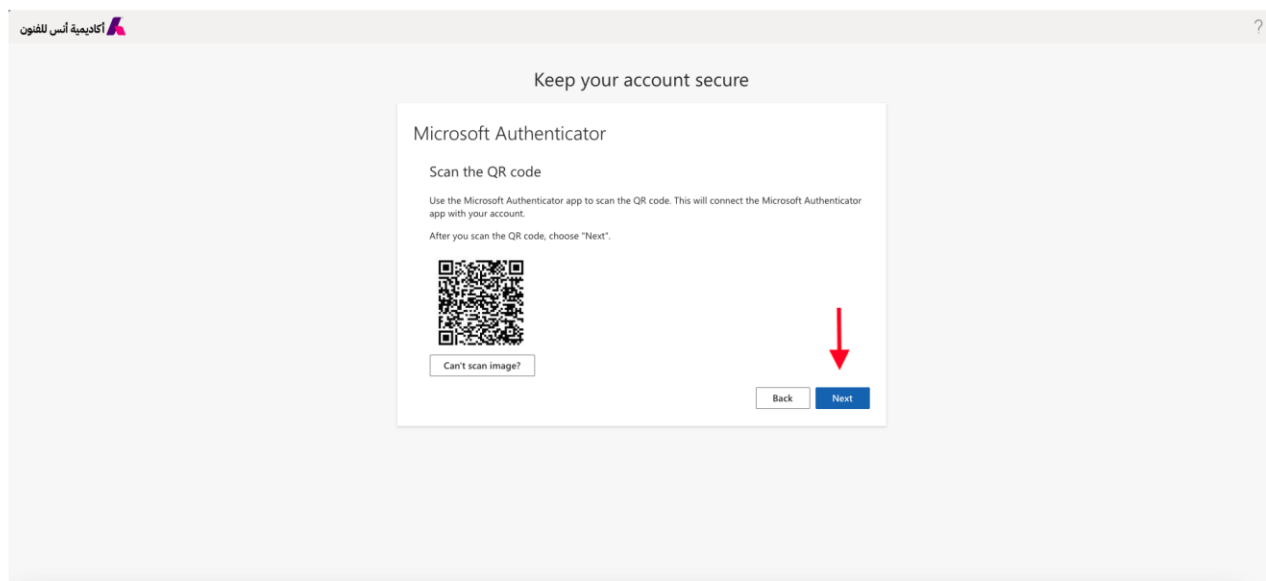 أكاديمية أنس للفنون
?
Keep your account secure
Microsoft Authenticator
Scan the QR code
Use the Microsoft Authenticator app to scan the QR code. This will connect the Microsoft Authenticator
app with your account.
After you scan the QR code, choose "Next".
Can't scan image?
Back
Next